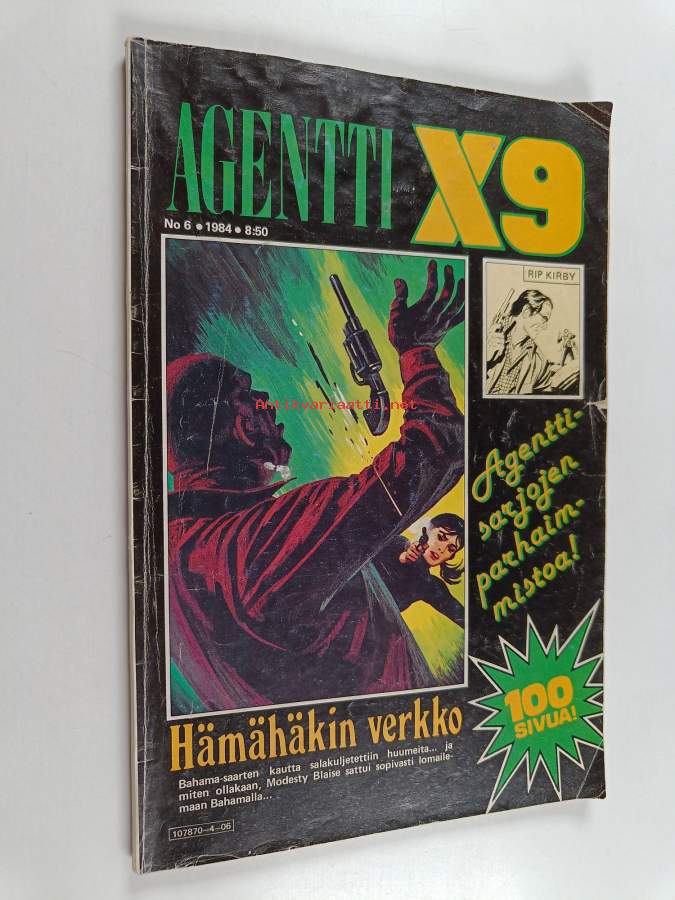 AGENTTI X9
No 6 • 1984 • 8:50
RIP KIRBY
Antikvariaatti.net
Agentti-
sarjojen
parhaim-
mistoa!
100
SIVUA!
Hämähäkin verkko
Bahama-saarten kautta salakuljetettiin huumeita... ja
miten ollakaan, Modesty Blaise sattui sopivasti lomaile-
maan Bahamalla...
107870-4-06